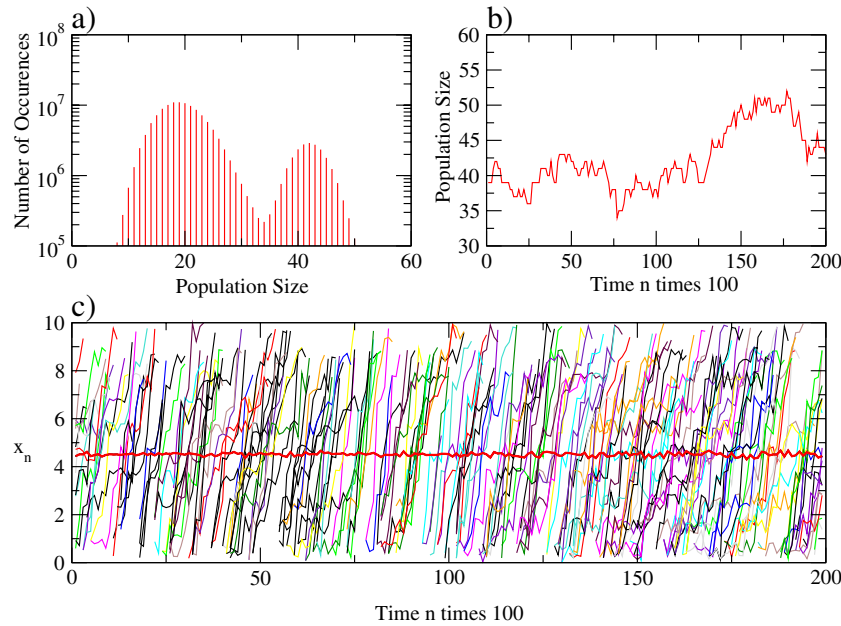 a)
10^8
10^7
10^6
10^5
Number of Occurences
0 20 40 60
Population Size
b)
60
55
50
45
40
35
30
Population Size
0 50 100 150 200
Time n times 100
c)
10
8
6
4
2
0
x_n
0 50 100 150 200
Time n times 100